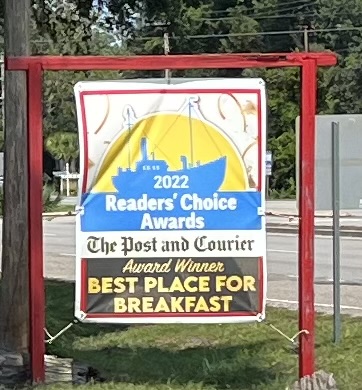 2022
Readers' Choice
Awards
The Post and Courier
Award Winner
BEST PLACE FOR
BREAKFAST